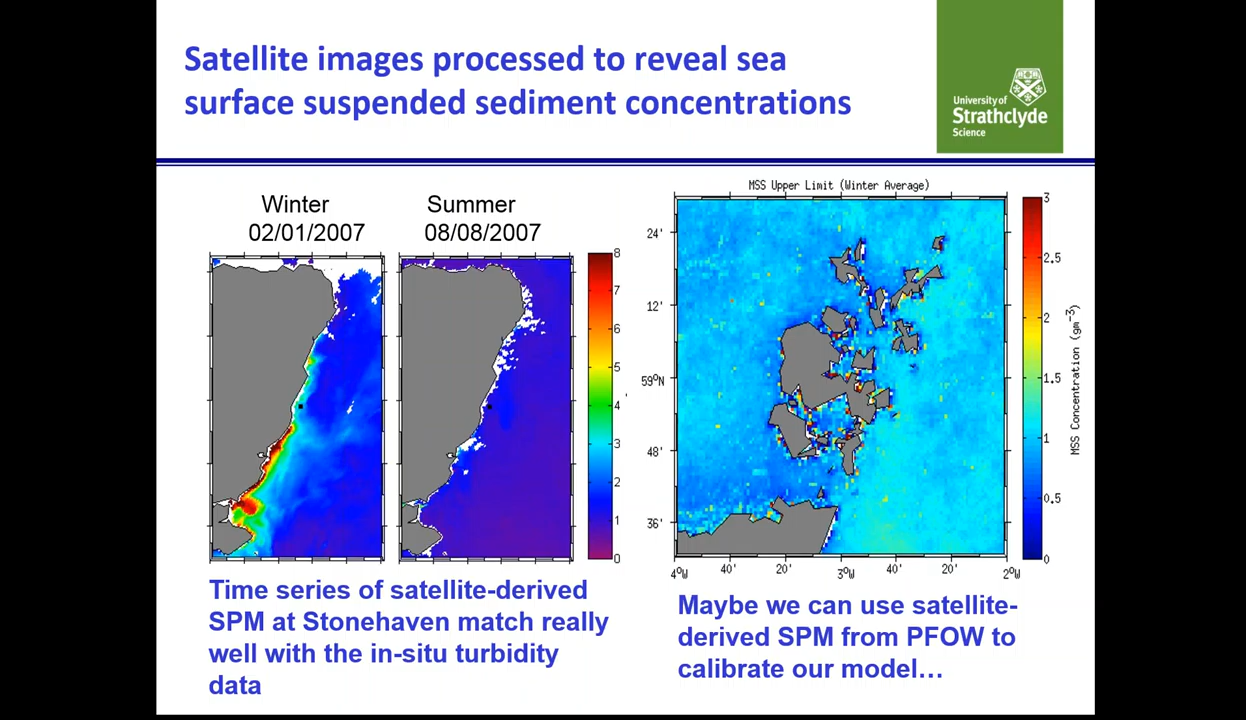 Satellite images processed to reveal sea
surface suspended sediment concentrations
University of
Strathclyde
Science
Winter
02/01/2007
Summer
08/08/2007
8
7
6
5
4
3
2
1
0
MSS Upper Limit (Winter Average)
24'
12'
59°N
48'
36'
4°W
40'
20'
3°W
40'
20'
2°W
3
2,5
2
1,5
1
0,5
0
MSS Concentration (gm⁻³)
Time series of satellite-derived
SPM at Stonehaven match really
well with the in-situ turbidity
data
Maybe we can use satellite-
derived SPM from PFOW to
calibrate our model…